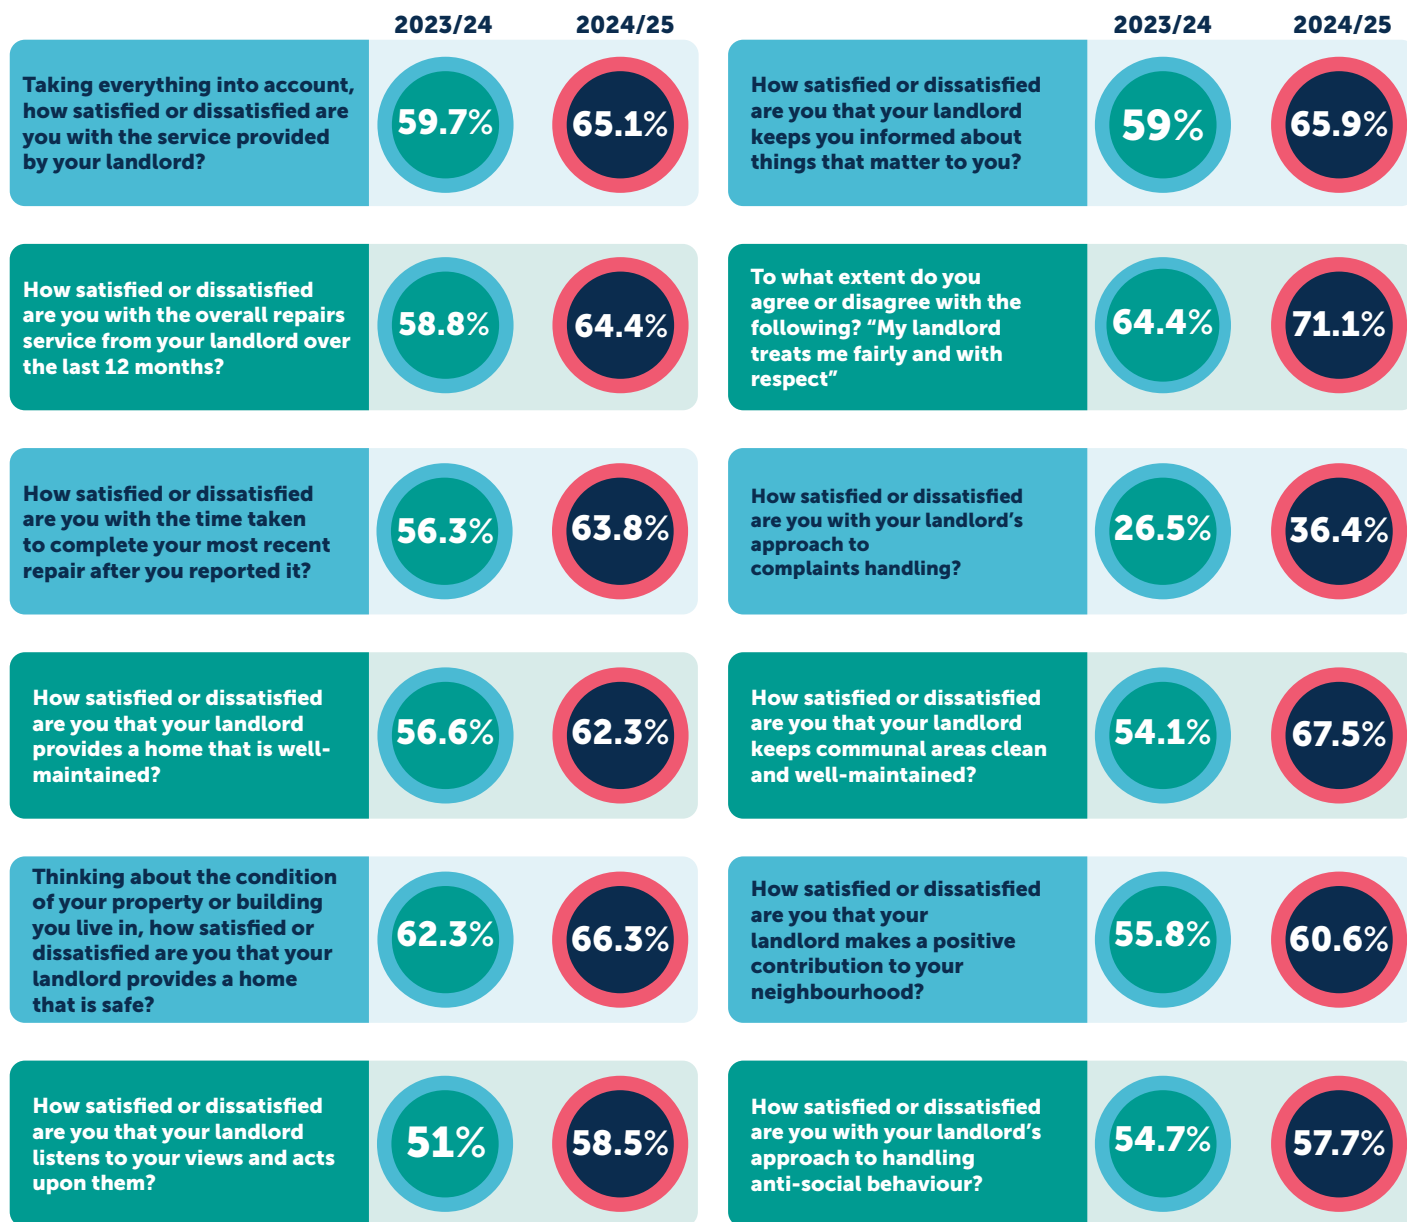 2023/24 2024/25
Taking everything into account,
how satisfied or dissatisfied are
you with the service provided
by your landlord?
59.7% 65.1%
How satisfied or dissatisfied
are you with the overall repairs
service from your landlord over
the last 12 months?
58.8% 64.4%
How satisfied or dissatisfied
are you with the time taken
to complete your most recent
repair after you reported it?
56.3% 63.8%
How satisfied or dissatisfied
are you that your landlord
provides a home that is well-
maintained?
56.6% 62.3%
Thinking about the condition
of your property or building
you live in, how satisfied or
dissatisfied are you that your
landlord provides a home
that is safe?
62.3% 66.3%
How satisfied or dissatisfied
are you that your landlord
listens to your views and acts
upon them?
51% 58.5%
2023/24 2024/25
How satisfied or dissatisfied
are you that your landlord
keeps you informed about
things that matter to you?
59% 65.9%
To what extent do you
agree or disagree with the
following? “My landlord
treats me fairly and with
respect”
64.4% 71.1%
How satisfied or dissatisfied
are you with your landlord’s
approach to
complaints handling?
26.5% 36.4%
How satisfied or dissatisfied
are you that your landlord
keeps communal areas clean
and well-maintained?
54.1% 67.5%
How satisfied or dissatisfied
are you that your
landlord makes a positive
contribution to your
neighbourhood?
55.8% 60.6%
How satisfied or dissatisfied
are you with your landlord’s
approach to handling
anti-social behaviour?
54.7% 57.7%